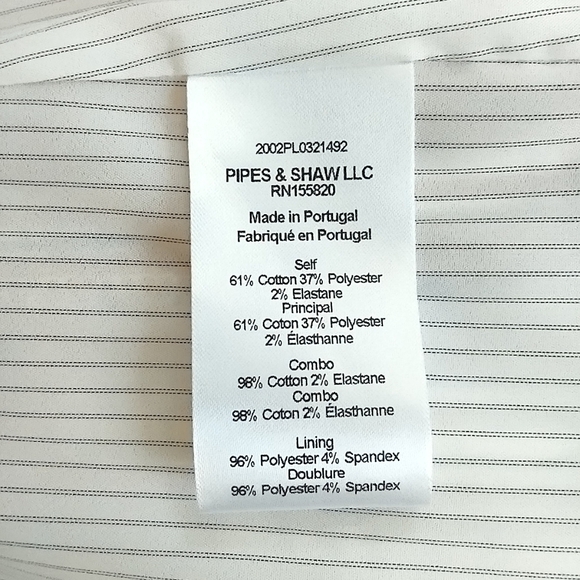 2002PL0321492
PIPES & SHAW LLC
RN155820
Made in Portugal
Fabriqué en Portugal
Self
61% Cotton 37% Polyester
2% Elastane
Principal
61% Coton 37% Polyester
2% Élasthanne
Combo
98% Cotton 2% Elastane
Combo
98% Coton 2% Élasthanne
Lining
96% Polyester 4% Spandex
Doublure
96% Polyester 4% Spandex